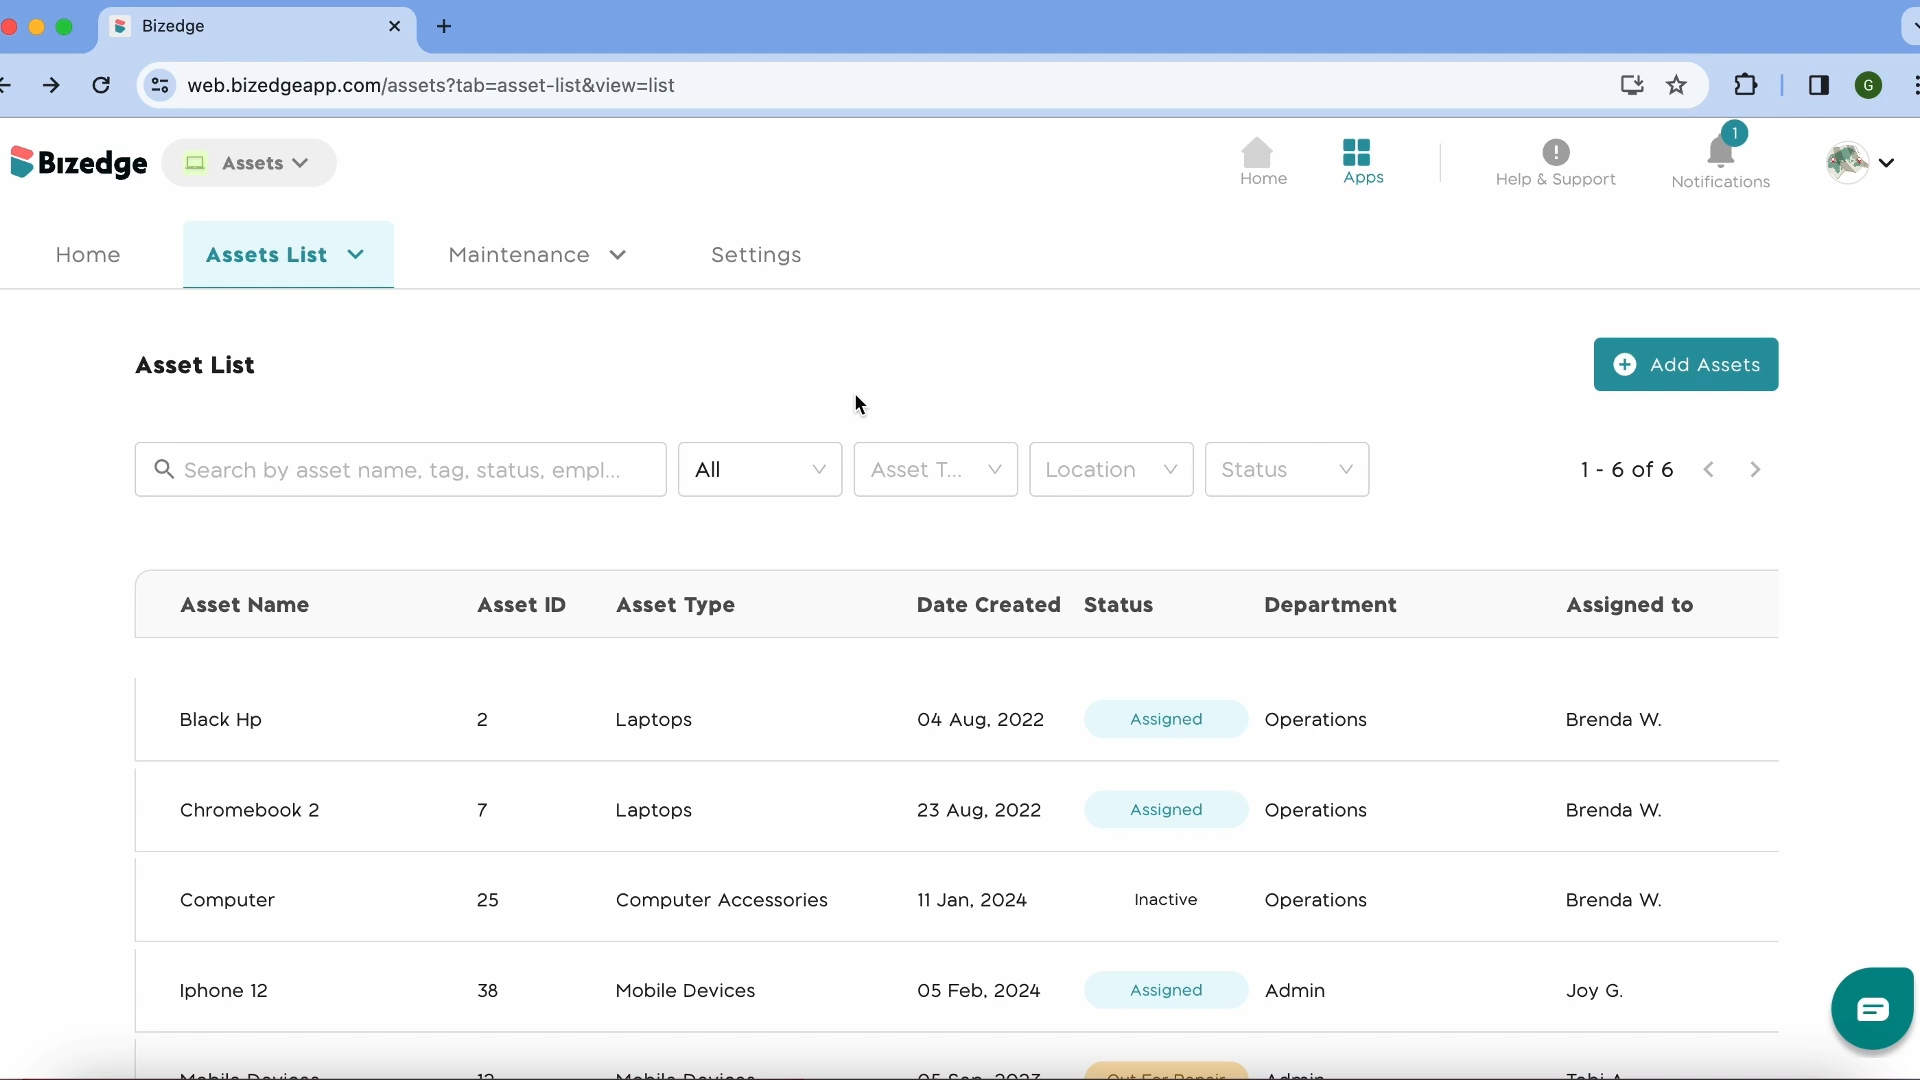 Bizedge
web.bizedgeapp.com/assets?tab=asset-list&view=list
G
Bizedge
Assets
Home
Apps
Help & Support
1
Notifications
Home
Assets List
Maintenance
Settings
Asset List
Add Assets
Search by asset name, tag, status, empl...
All
Asset T...
Location
Status
1 - 6 of 6
Asset Name Asset ID Asset Type Date Created Status Department Assigned to
Black Hp 2 Laptops 04 Aug, 2022 Assigned Operations Brenda W.
Chromebook 2 7 Laptops 23 Aug, 2022 Assigned Operations Brenda W.
Computer 25 Computer Accessories 11 Jan, 2024 Inactive Operations Brenda W.
Iphone 12 38 Mobile Devices 05 Feb, 2024 Assigned Admin Joy G.
Mobile Devices 12 Mobile Devices 05 Sep, 2023 Out For Repair Admin Tobi A.